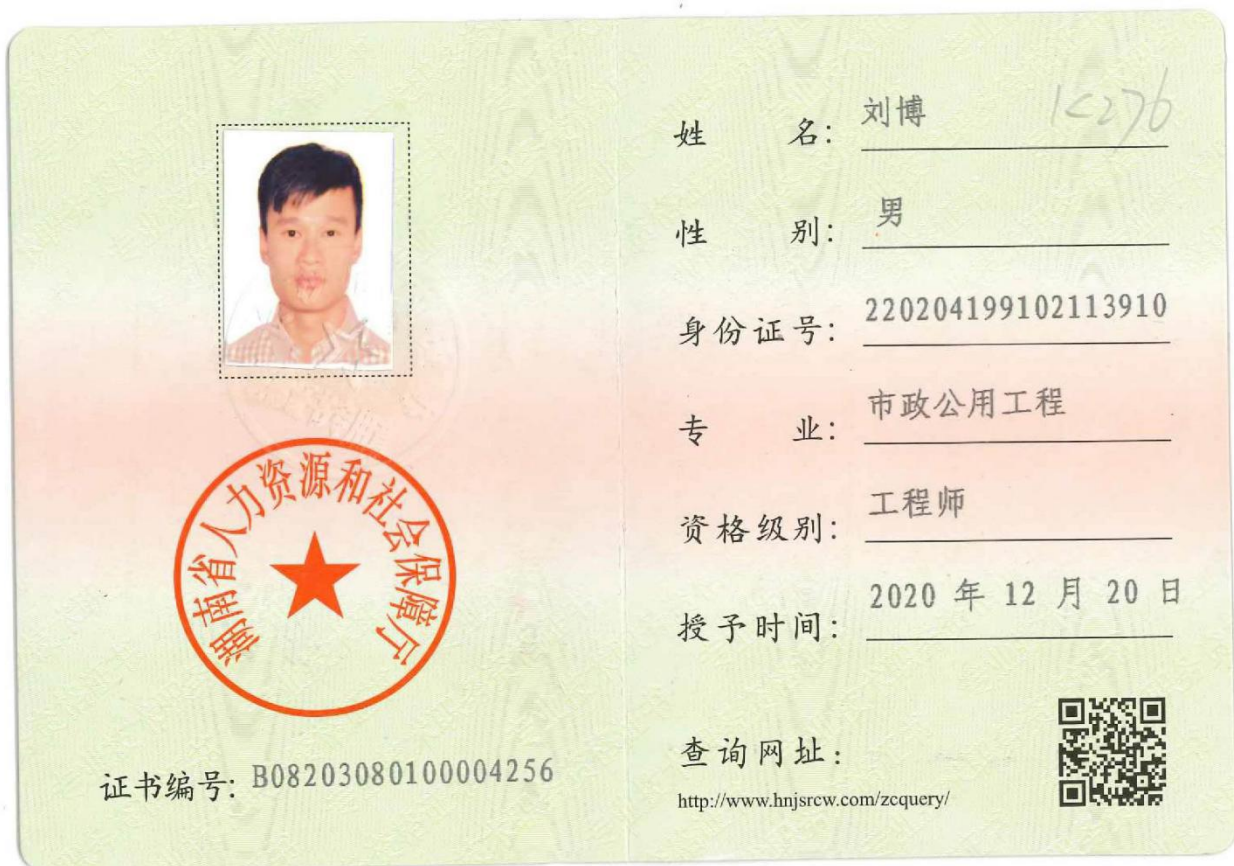 湖南省人力资源和社会保障厅
证书编号: B08203080100004256
姓 名: 刘博 K276
性 别: 男
身份证号: 220204199102113910
专 业: 市政公用工程
资格级别: 工程师
授予时间: 2020 年 12 月 20 日
查询网址:
http://www.hnjsrcw.com/zcquery/